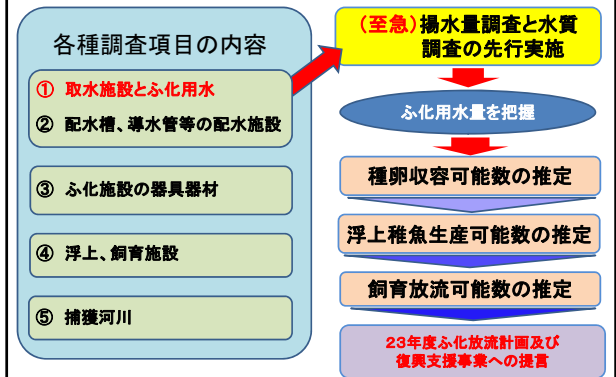 各種調査項目の内容
① 取水施設とふ化用水
② 配水槽、導水管等の配水施設
③ ふ化施設の器具器材
④ 浮上、飼育施設
⑤ 捕獲河川
(至急)揚水量調査と水質
調査の先行実施
ふ化用水量を把握
種卵収容可能数の推定
浮上稚魚生産可能数の推定
飼育放流可能数の推定
23年度ふ化放流計画及び
復興支援事業への提言